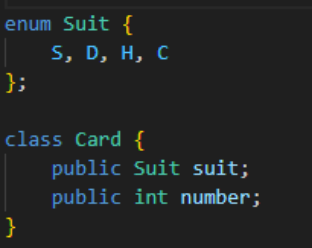 enum Suit {
    S, D, H, C
};

class Card {
    public Suit suit;
    public int number;
}